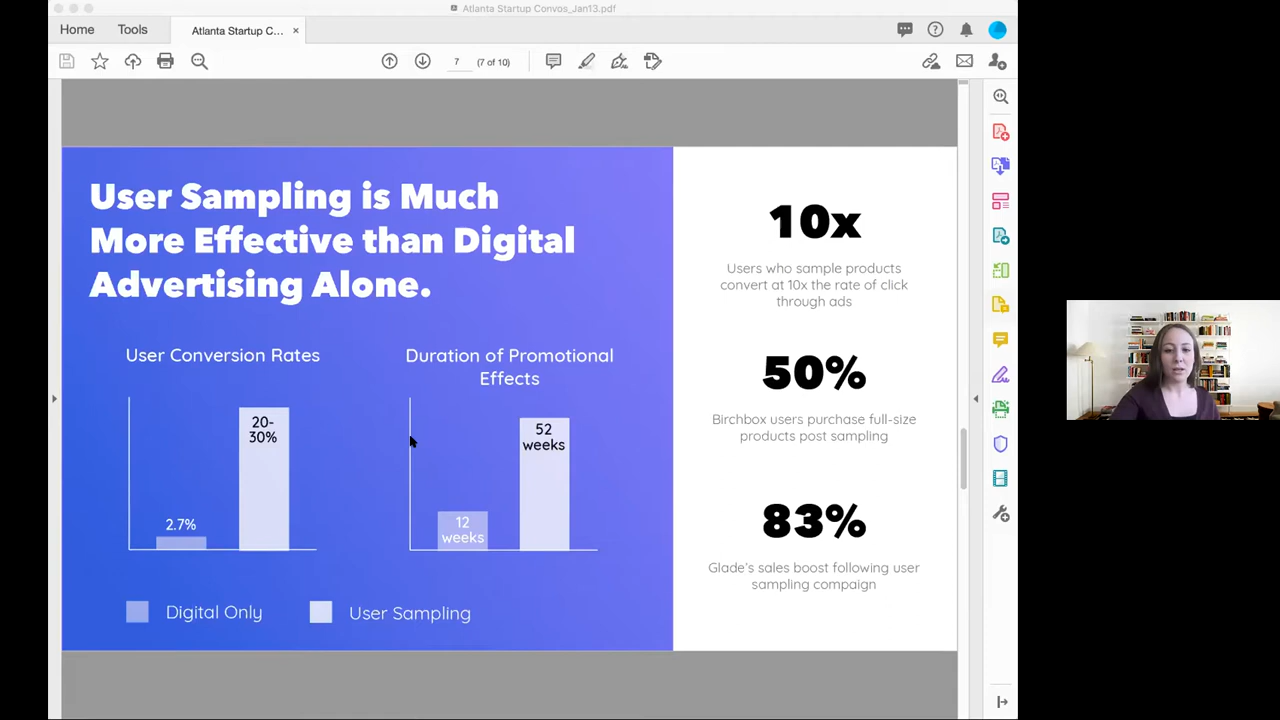 Atlanta Startup Convos_Jan13.pdf
Home
Tools
Atlanta Startup C...
7
(7 of 10)
User Sampling is Much
More Effective than Digital
Advertising Alone.
User Conversion Rates
2.7%
20-
30%
Duration of Promotional
Effects
12
weeks
52
weeks
Digital Only
User Sampling
10x
Users who sample products
convert at 10x the rate of click
through ads
50%
Birchbox users purchase full-size
products post sampling
83%
Glade's sales boost following user
sampling compaign